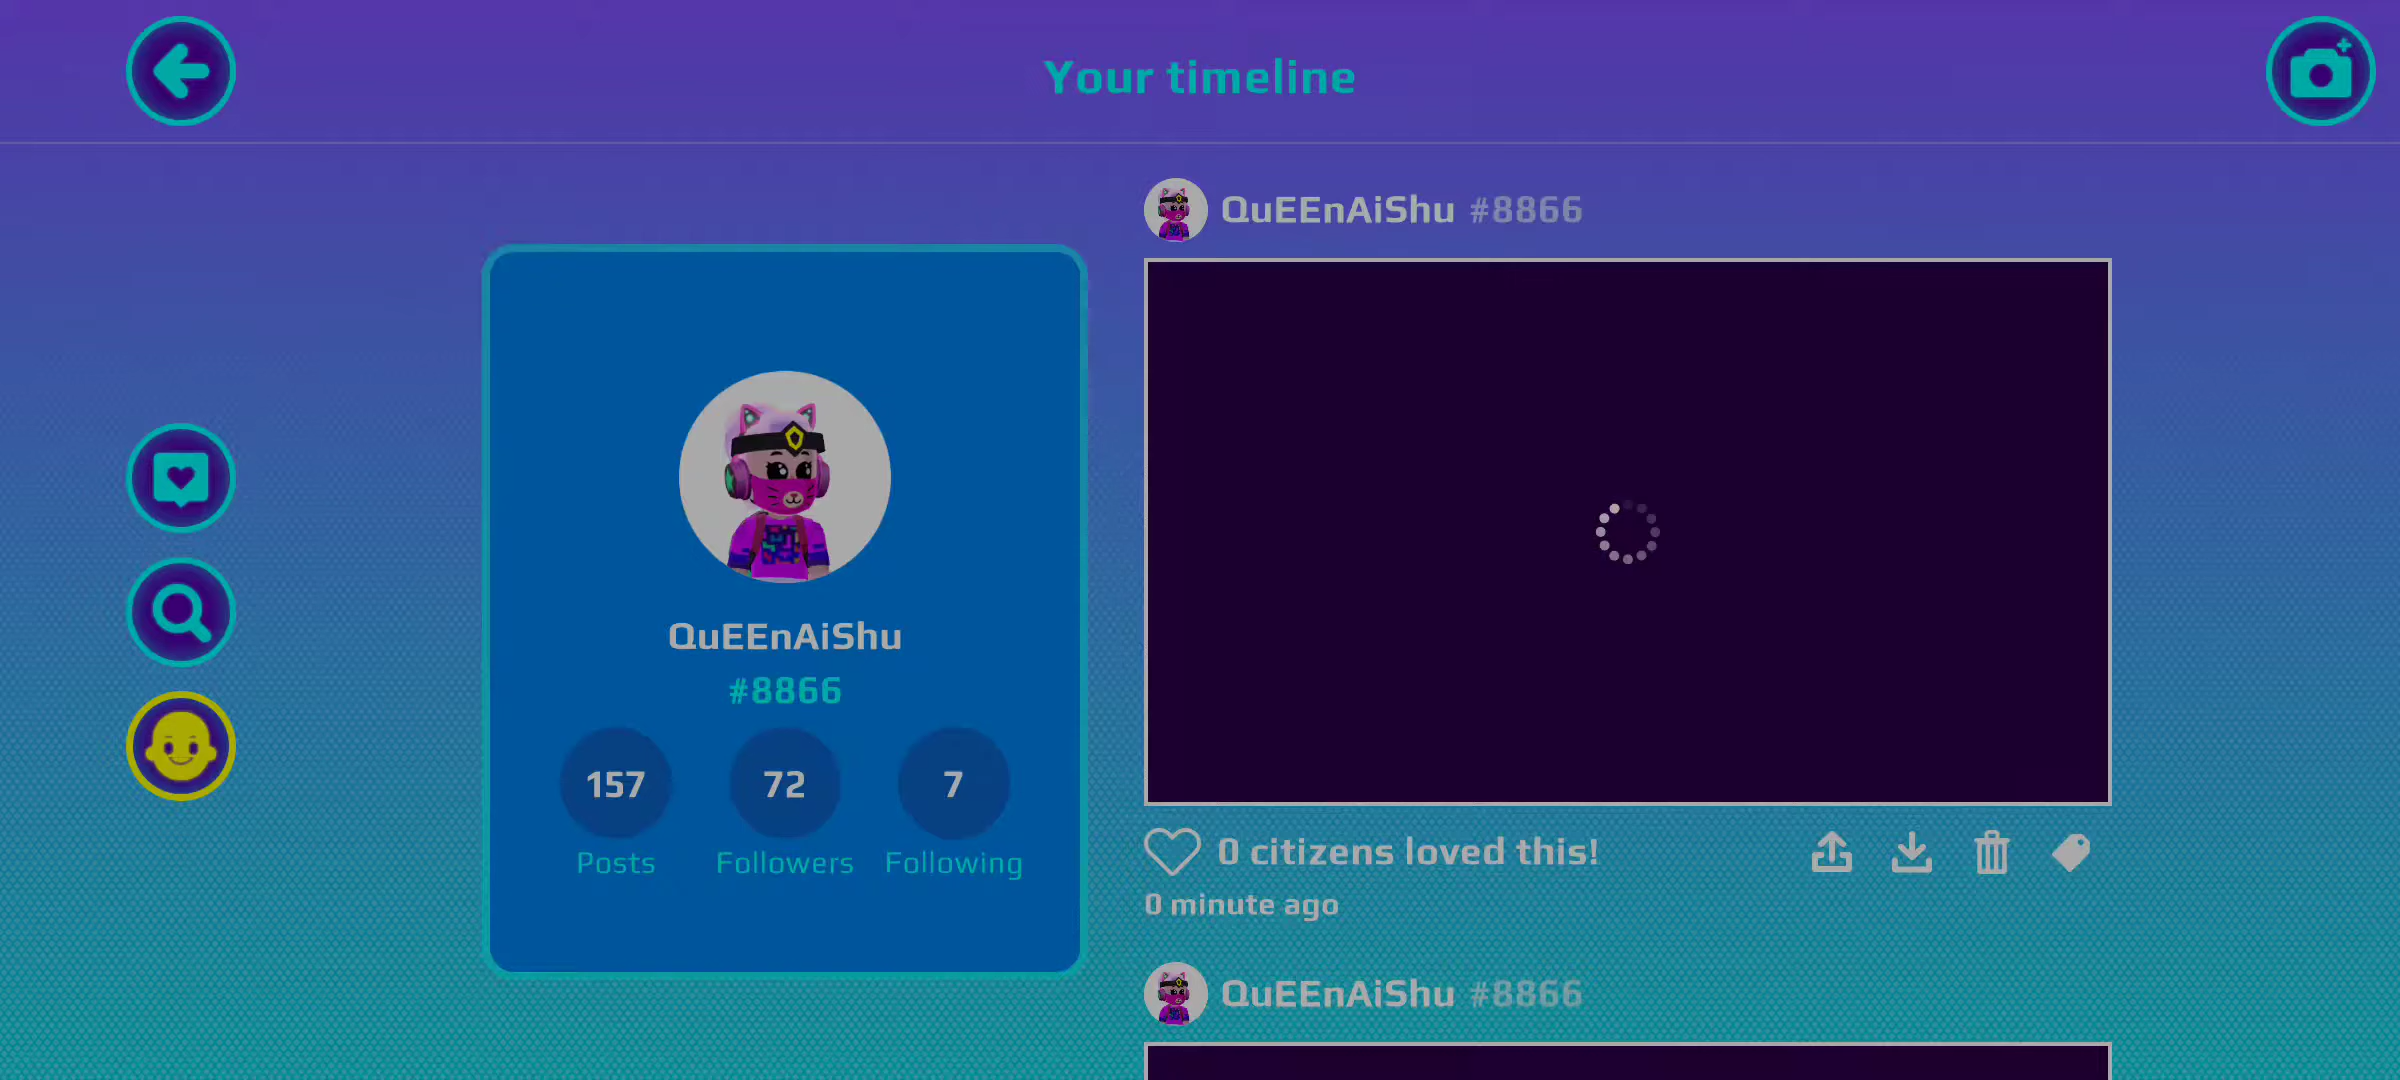 Your timeline
QuEEnAiShu #8866
QuEEnAiShu
#8866
157
72
7
Posts
Followers
Following
0 citizens loved this!
0 minute ago
QuEEnAiShu #8866